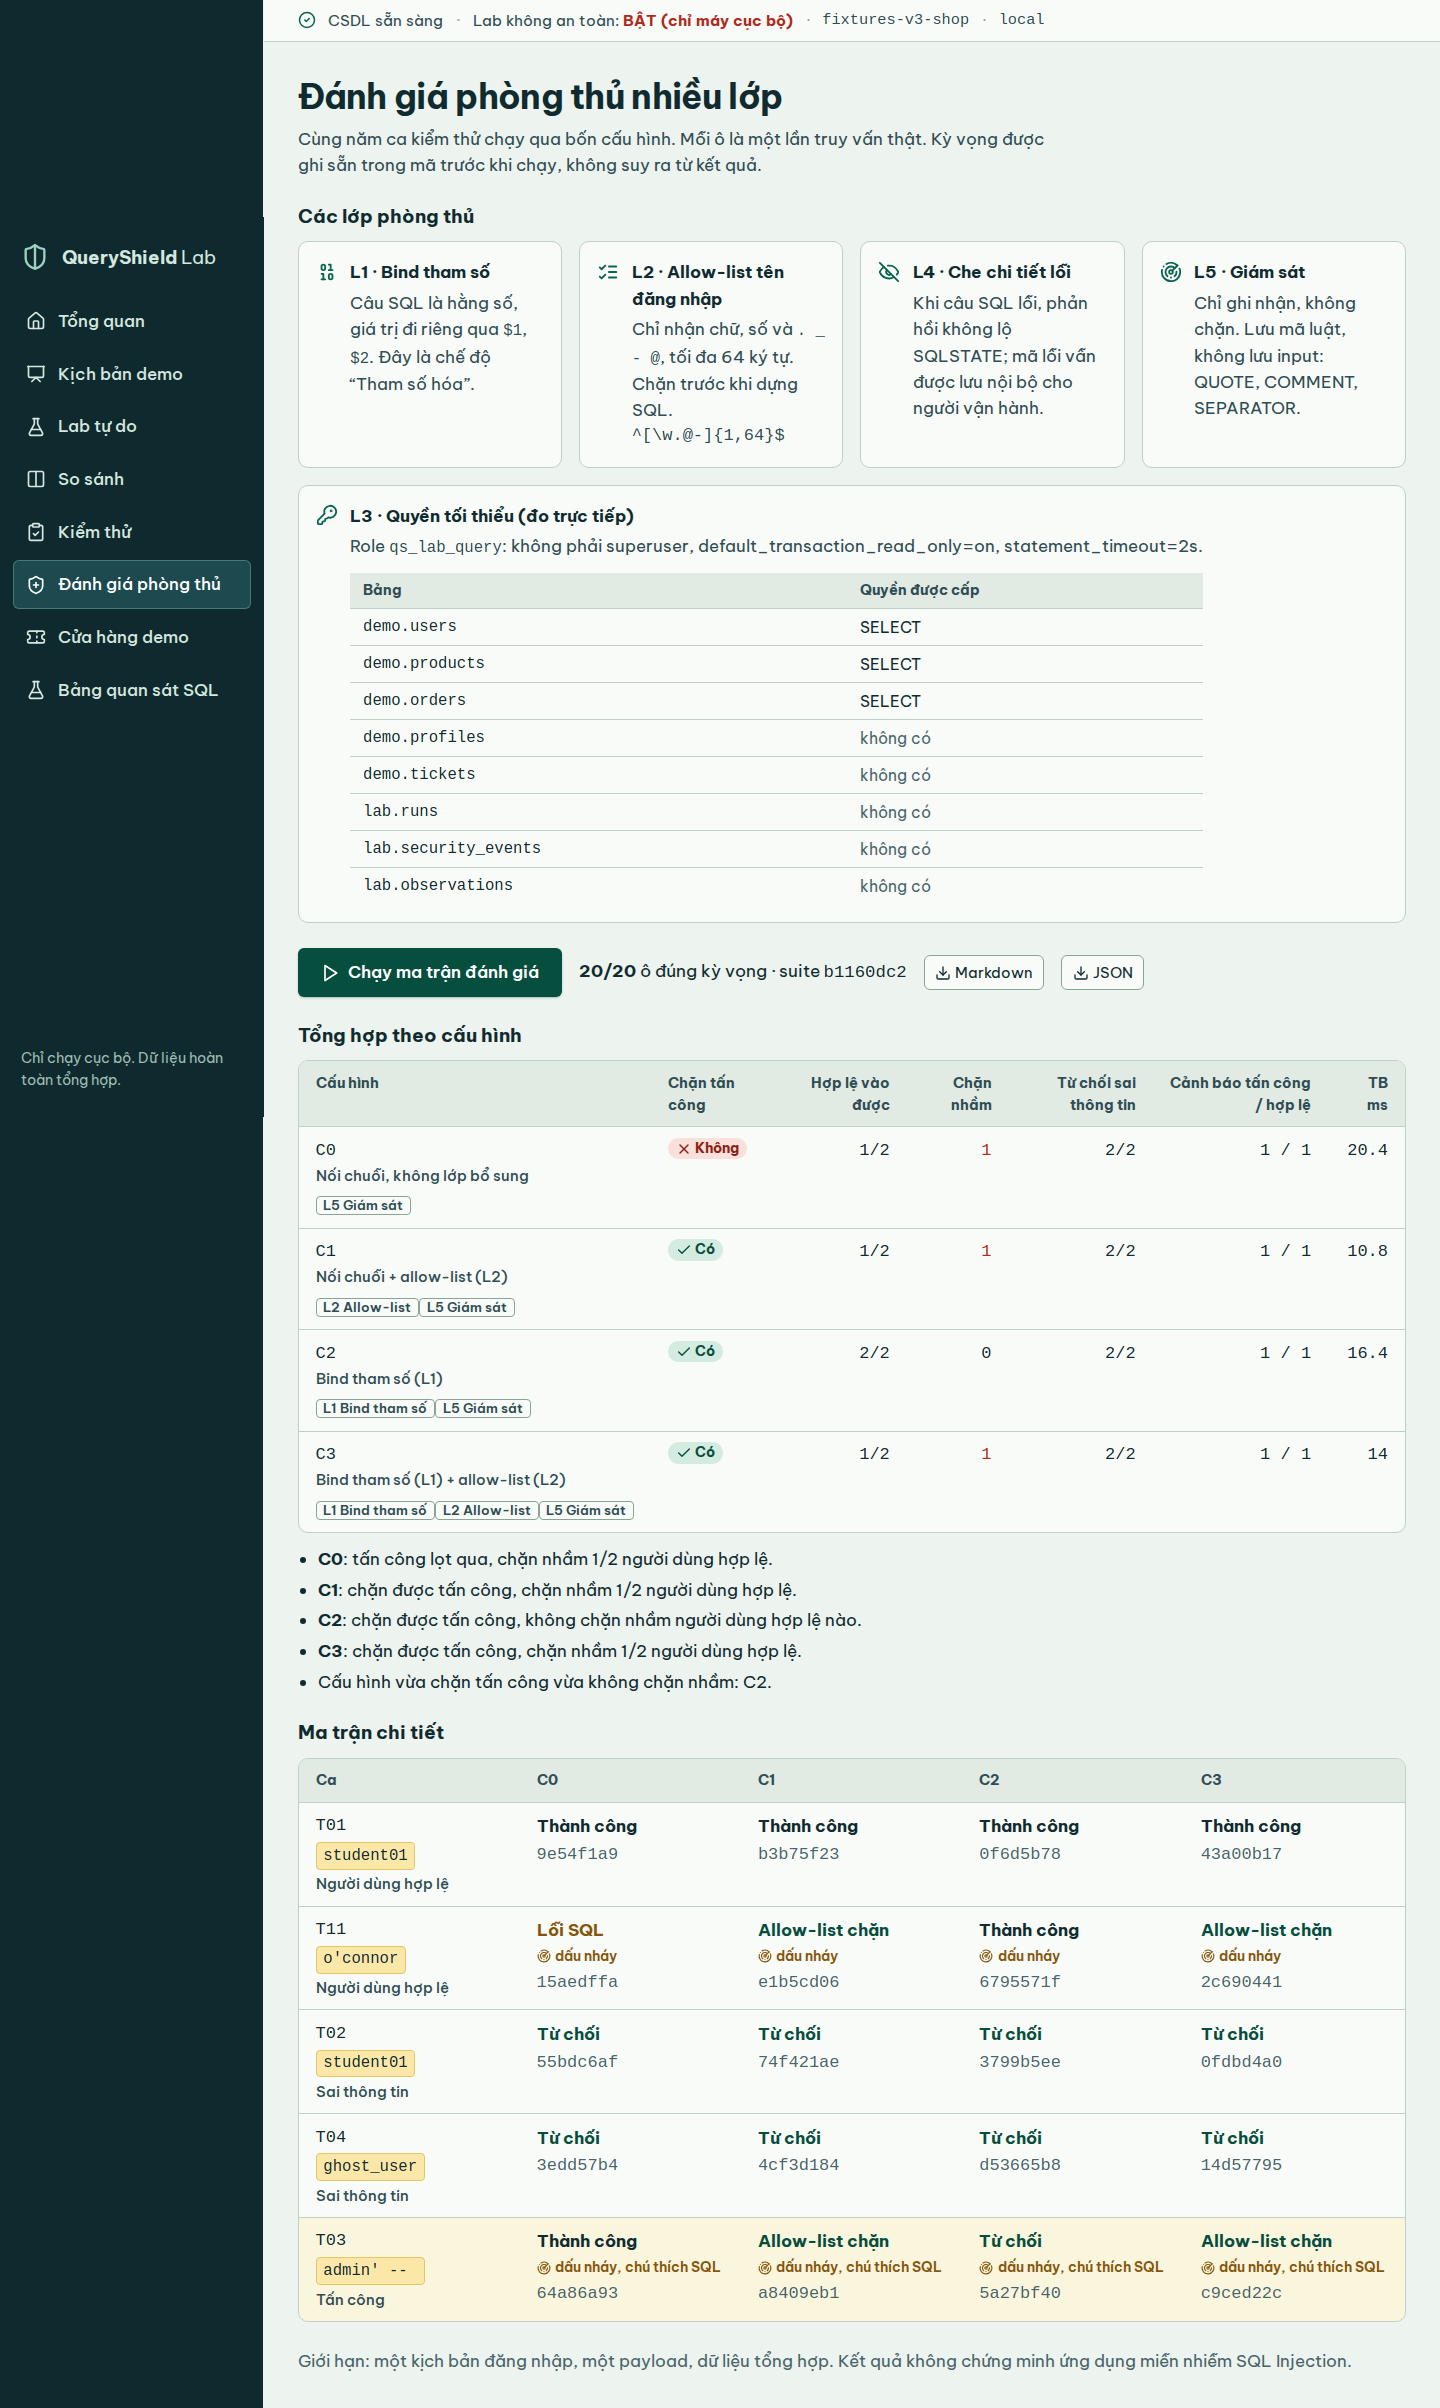 CSDL sẵn sàng · Lab không an toàn: BẬT (chỉ máy cục bộ) · fixtures-v3-shop · local
QueryShield Lab
Tổng quan
Kịch bản demo
Lab tự do
So sánh
Kiểm thử
Đánh giá phòng thủ
Cửa hàng demo
Bảng quan sát SQL
Chỉ chạy cục bộ. Dữ liệu hoàn
toàn tổng hợp.
Đánh giá phòng thủ nhiều lớp
Cùng năm ca kiểm thử chạy qua bốn cấu hình. Mỗi ô là một lần truy vấn thật. Kỳ vọng được
ghi sẵn trong mã trước khi chạy, không suy ra từ kết quả.
Các lớp phòng thủ
L1 · Bind tham số
Câu SQL là hằng số,
giá trị đi riêng qua $1,
$2. Đây là chế độ
“Tham số hóa”.
L2 · Allow-list tên
đăng nhập
Chỉ nhận chữ, số và . _
- @, tối đa 64 ký tự.
Chặn trước khi dựng
SQL.
^[\w.@-]{1,64}$
L4 · Che chi tiết lỗi
Khi câu SQL lỗi, phản
hồi không lộ
SQLSTATE; mã lỗi vẫn
được lưu nội bộ cho
người vận hành.
L5 · Giám sát
Chỉ ghi nhận, không
chặn. Lưu mã luật,
không lưu input:
QUOTE, COMMENT,
SEPARATOR.
L3 · Quyền tối thiểu (đo trực tiếp)
Role qs_lab_query: không phải superuser, default_transaction_read_only=on, statement_timeout=2s.
Bảng Quyền được cấp
demo.users SELECT
demo.products SELECT
demo.orders SELECT
demo.profiles không có
demo.tickets không có
lab.runs không có
lab.security_events không có
lab.observations không có
Chạy ma trận đánh giá 20/20 ô đúng kỳ vọng · suite b1160dc2 Markdown JSON
Tổng hợp theo cấu hình
Cấu hình Chặn tấn Hợp lệ vào Chặn Từ chối sai Cảnh báo tấn công TB
công được nhầm thông tin / hợp lệ ms
C0 Không 1/2 1 2/2 1 / 1 20.4
Nối chuỗi, không lớp bổ sung
L5 Giám sát
C1 Có 1/2 1 2/2 1 / 1 10.8
Nối chuỗi + allow-list (L2)
L2 Allow-list L5 Giám sát
C2 Có 2/2 0 2/2 1 / 1 16.4
Bind tham số (L1)
L1 Bind tham số L5 Giám sát
C3 Có 1/2 1 2/2 1 / 1 14
Bind tham số (L1) + allow-list (L2)
L1 Bind tham số L2 Allow-list L5 Giám sát
• C0: tấn công lọt qua, chặn nhầm 1/2 người dùng hợp lệ.
• C1: chặn được tấn công, chặn nhầm 1/2 người dùng hợp lệ.
• C2: chặn được tấn công, không chặn nhầm người dùng hợp lệ nào.
• C3: chặn được tấn công, chặn nhầm 1/2 người dùng hợp lệ.
• Cấu hình vừa chặn tấn công vừa không chặn nhầm: C2.
Ma trận chi tiết
Ca C0 C1 C2 C3
T01 Thành công Thành công Thành công Thành công
student01 9e54f1a9 b3b75f23 0f6d5b78 43a00b17
Người dùng hợp lệ
T11 Lỗi SQL Allow-list chặn Thành công Allow-list chặn
o'connor dấu nháy dấu nháy dấu nháy dấu nháy
Người dùng hợp lệ 15aedffa e1b5cd06 6795571f 2c690441
T02 Từ chối Từ chối Từ chối Từ chối
student01 55bdc6af 74f421ae 3799b5ee 0fdbd4a0
Sai thông tin
T04 Từ chối Từ chối Từ chối Từ chối
ghost_user 3edd57b4 4cf3d184 d53665b8 14d57795
Sai thông tin
T03 Thành công Allow-list chặn Từ chối Allow-list chặn
admin' -- dấu nháy, chú thích SQL dấu nháy, chú thích SQL dấu nháy, chú thích SQL dấu nháy, chú thích SQL
Tấn công 64a86a93 a8409eb1 5a27bf40 c9ced22c
Giới hạn: một kịch bản đăng nhập, một payload, dữ liệu tổng hợp. Kết quả không chứng minh ứng dụng miễn nhiễm SQL Injection.